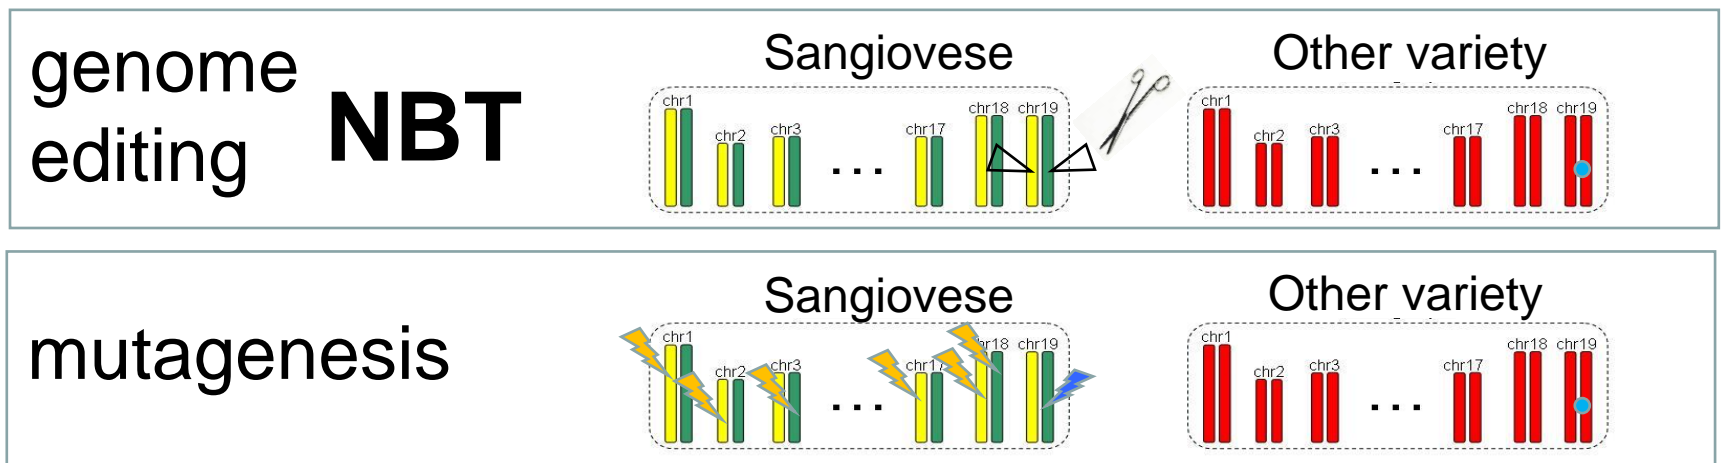 genome
editing
NBT
Sangiovese
chr1
chr2
chr3
...
chr17
chr18
chr19
Other variety
chr1
chr2
chr3
...
chr17
chr18
chr19
mutagenesis
Sangiovese
chr1
chr2
chr3
...
chr17
chr18
chr19
Other variety
chr1
chr2
chr3
...
chr17
chr18
chr19